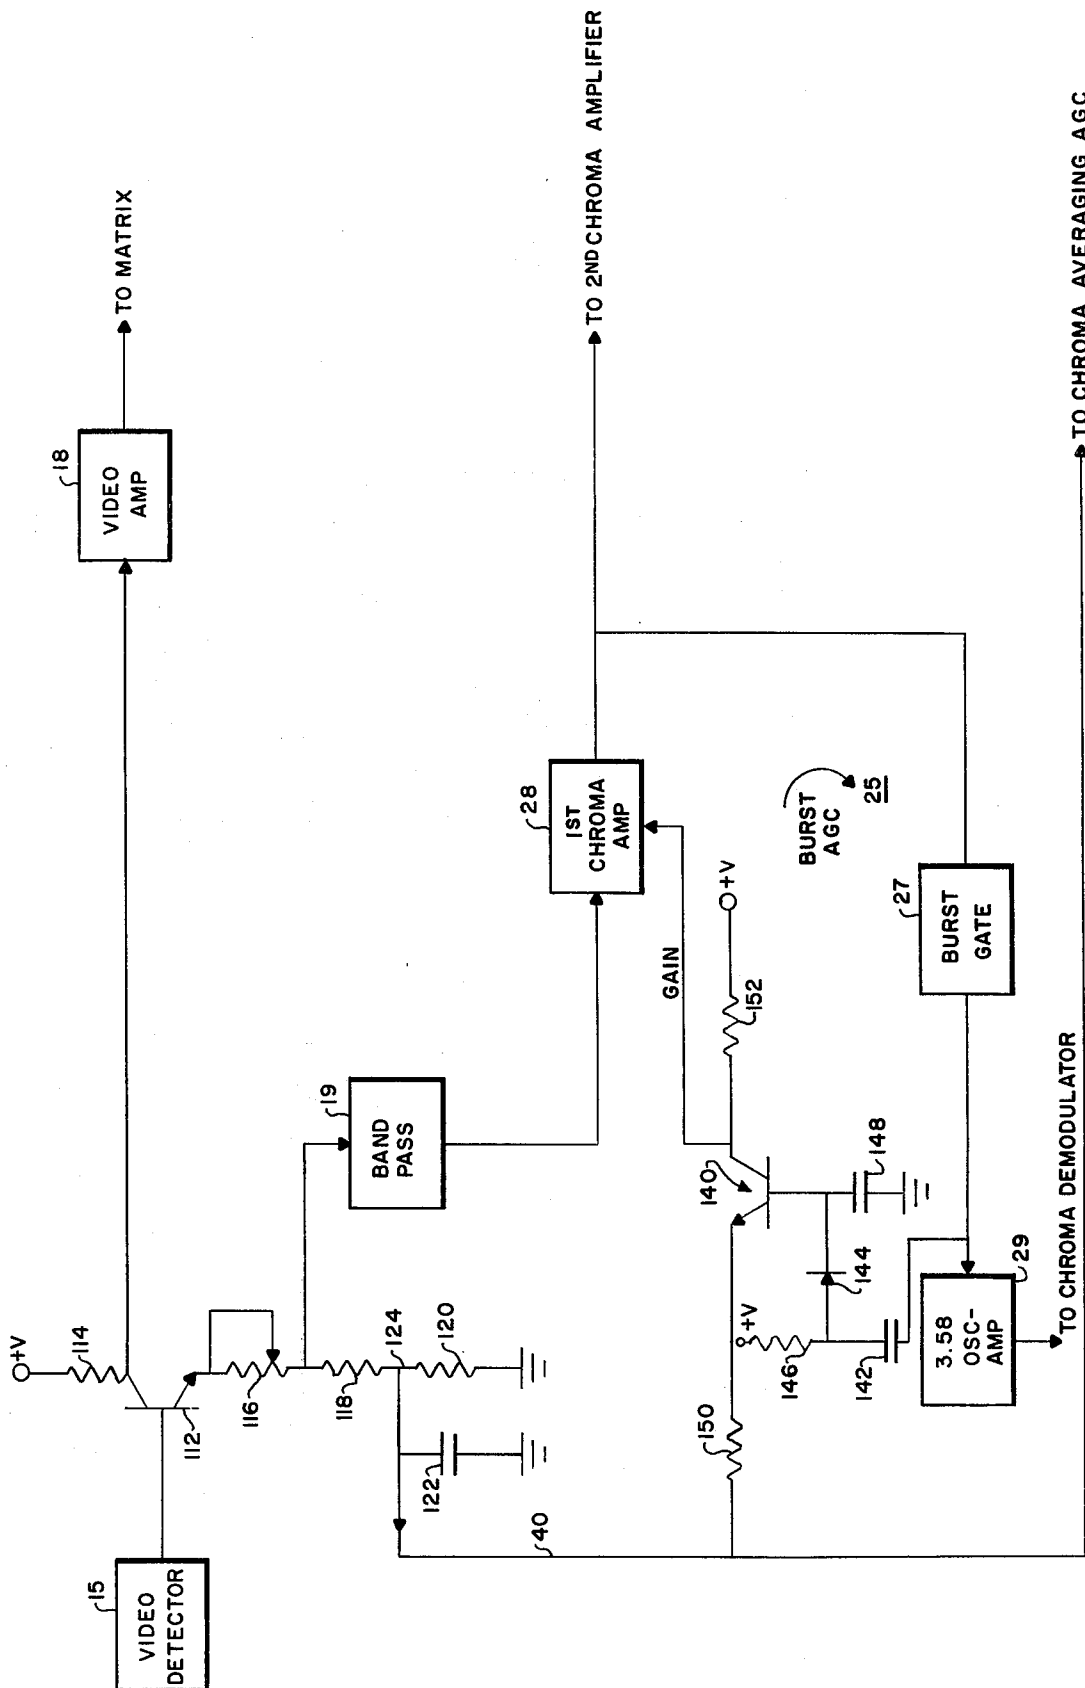 15
VIDEO
DETECTOR
+V
114
112
116
118
124
120
122
40
18
VIDEO
AMP
TO MATRIX
19
BAND
PASS
28
1ST
CHROMA
AMP
TO 2ND CHROMA AMPLIFIER
GAIN
+V
152
140
150
148
144
+V
146
142
BURST
AGC
25
27
BURST
GATE
29
3.58
OSC-
AMP
TO CHROMA DEMODULATOR
TO CHROMA AVERAGING AGC